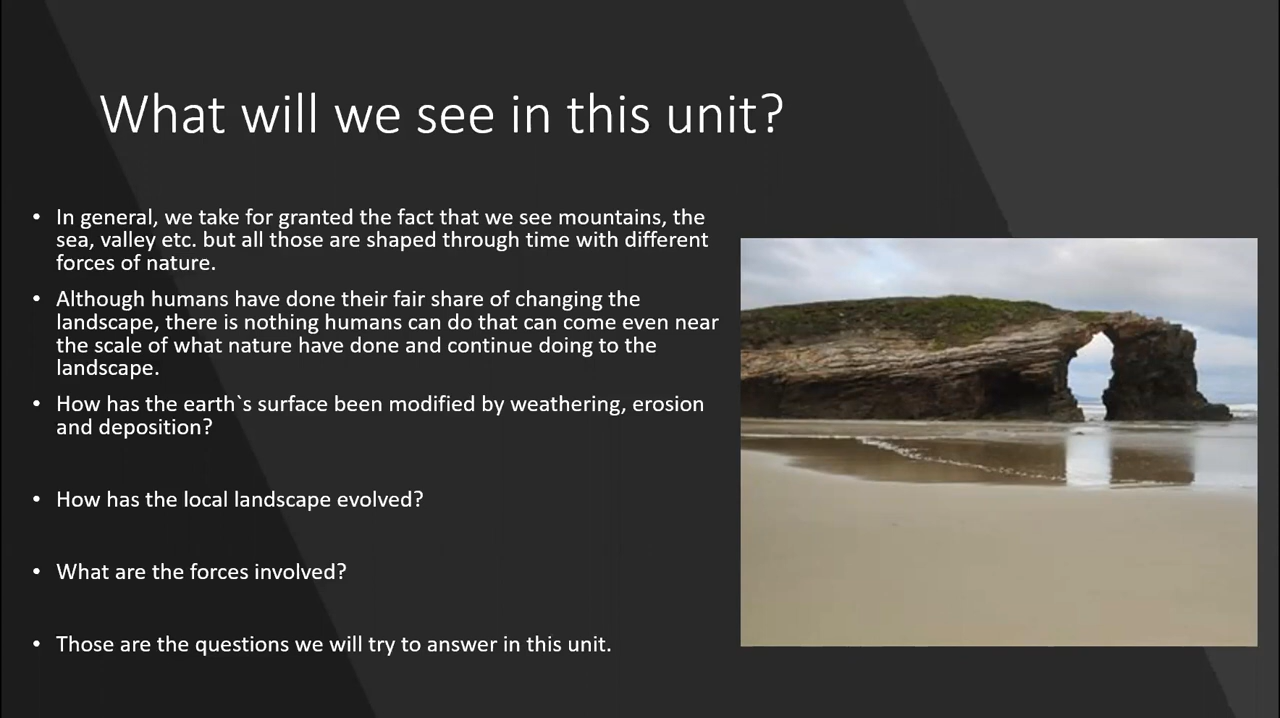 What will we see in this unit?
• In general, we take for granted the fact that we see mountains, the
sea, valley etc. but all those are shaped through time with different
forces of nature.
• Although humans have done their fair share of changing the
landscape, there is nothing humans can do that can come even near
the scale of what nature have done and continue doing to the
landscape.
• How has the earth`s surface been modified by weathering, erosion
and deposition?
• How has the local landscape evolved?
• What are the forces involved?
• Those are the questions we will try to answer in this unit.